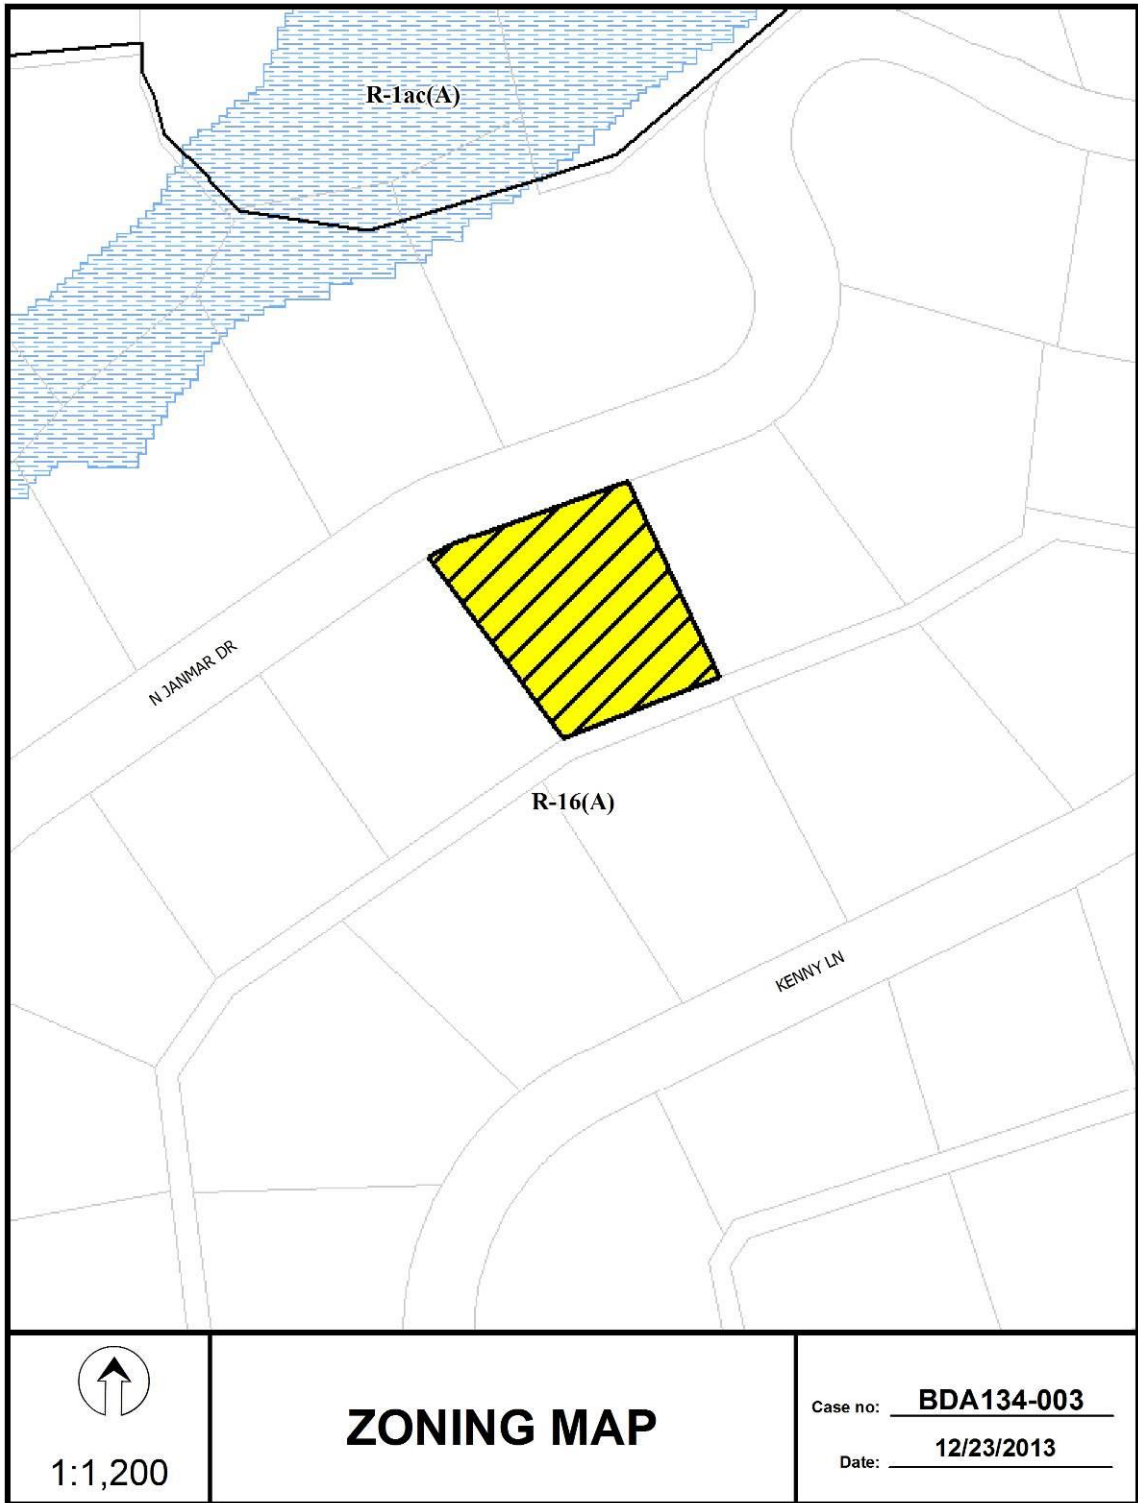 R-1ac(A)
N JANMAR DR
R-16(A)
KENNY LN
1:1,200
ZONING MAP
Case no: BDA134-003
Date: 12/23/2013